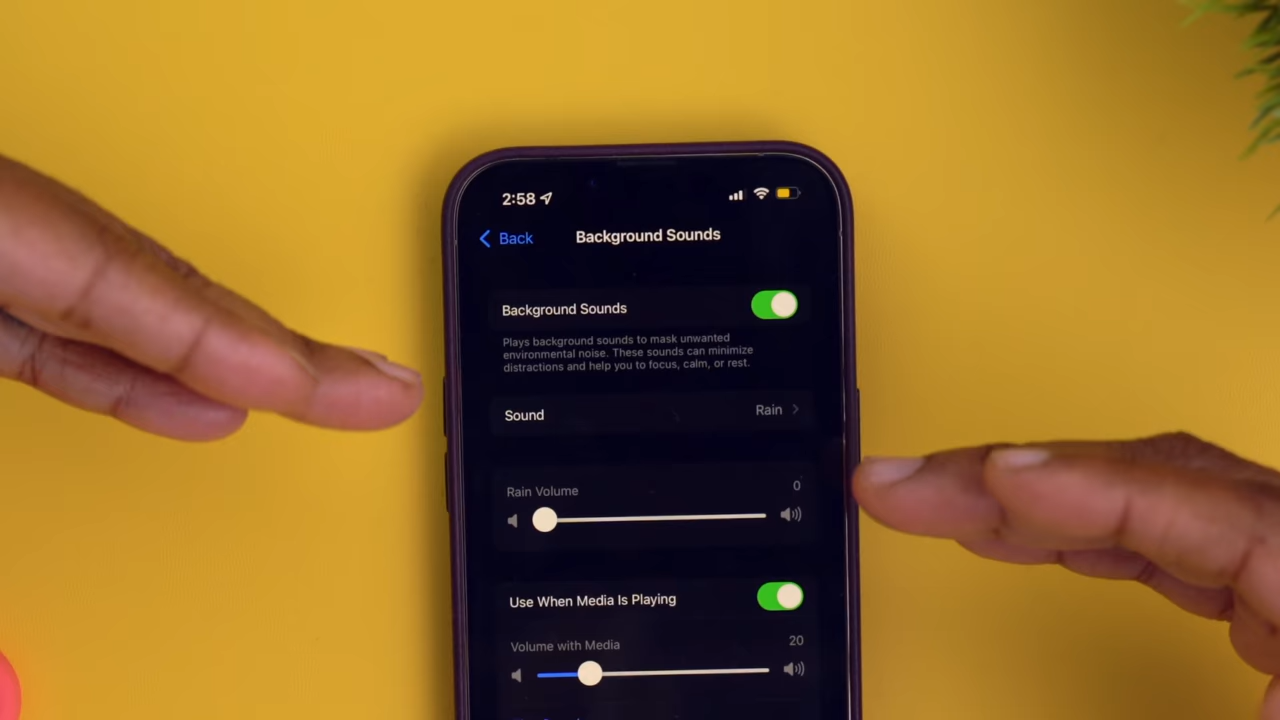 2:58
Back
Background Sounds
Background Sounds
Plays background sounds to mask unwanted
environmental noise. These sounds can minimize
distractions and help you to focus, calm, or rest.
Sound Rain
Rain Volume 0
Use When Media Is Playing
Volume with Media 20